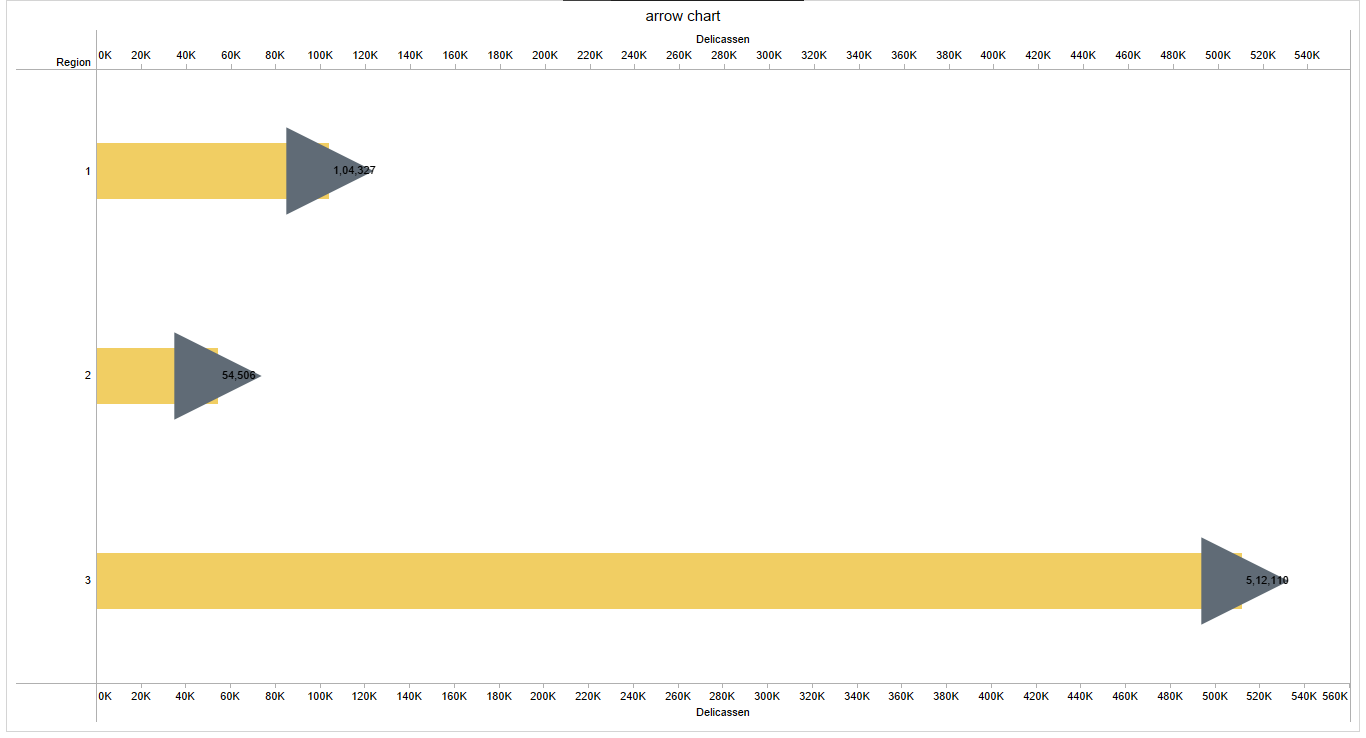 arrow chart
Delicassen
Region 0K 20K 40K 60K 80K 100K 120K 140K 160K 180K 200K 220K 240K 260K 280K 300K 320K 340K 360K 380K 400K 420K 440K 460K 480K 500K 520K 540K
1 1,04,327
2 54,506
3 5,12,110
0K 20K 40K 60K 80K 100K 120K 140K 160K 180K 200K 220K 240K 260K 280K 300K 320K 340K 360K 380K 400K 420K 440K 460K 480K 500K 520K 540K 560K
Delicassen